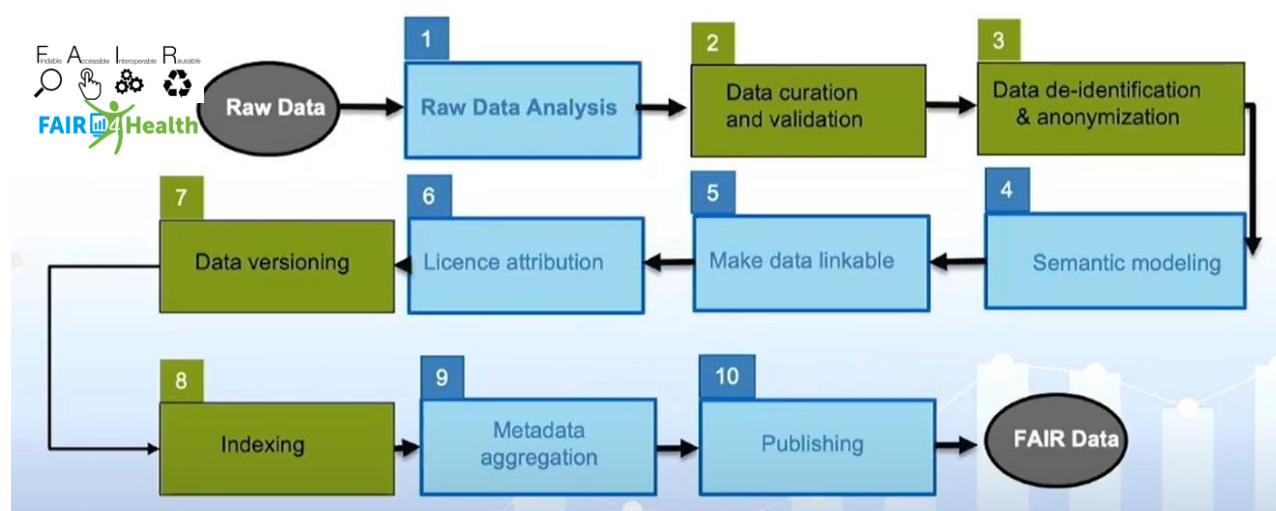 Findable Accessible Interoperable Reusable
FAIR4Health
Raw Data
1
Raw Data Analysis
2
Data curation
and validation
3
Data de-identification
& anonymization
4
Semantic modeling
5
Make data linkable
6
Licence attribution
7
Data versioning
8
Indexing
9
Metadata
aggregation
10
Publishing
FAIR Data